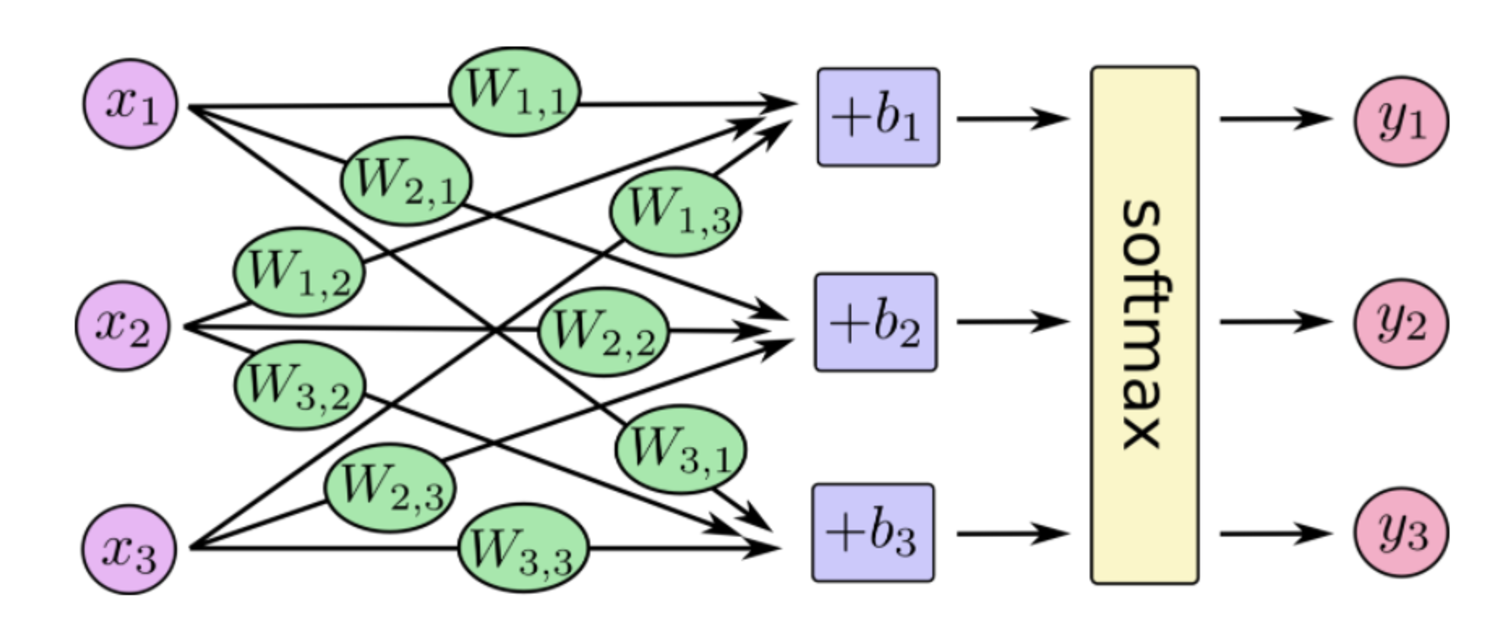 x₁
W₁,₁
+b₁
y₁
W₂,₁
W₁,₃
W₁,₂
x₂
W₂,₂
+b₂
softmax
y₂
W₃,₂
W₃,₁
W₂,₃
x₃
W₃,₃
+b₃
y₃